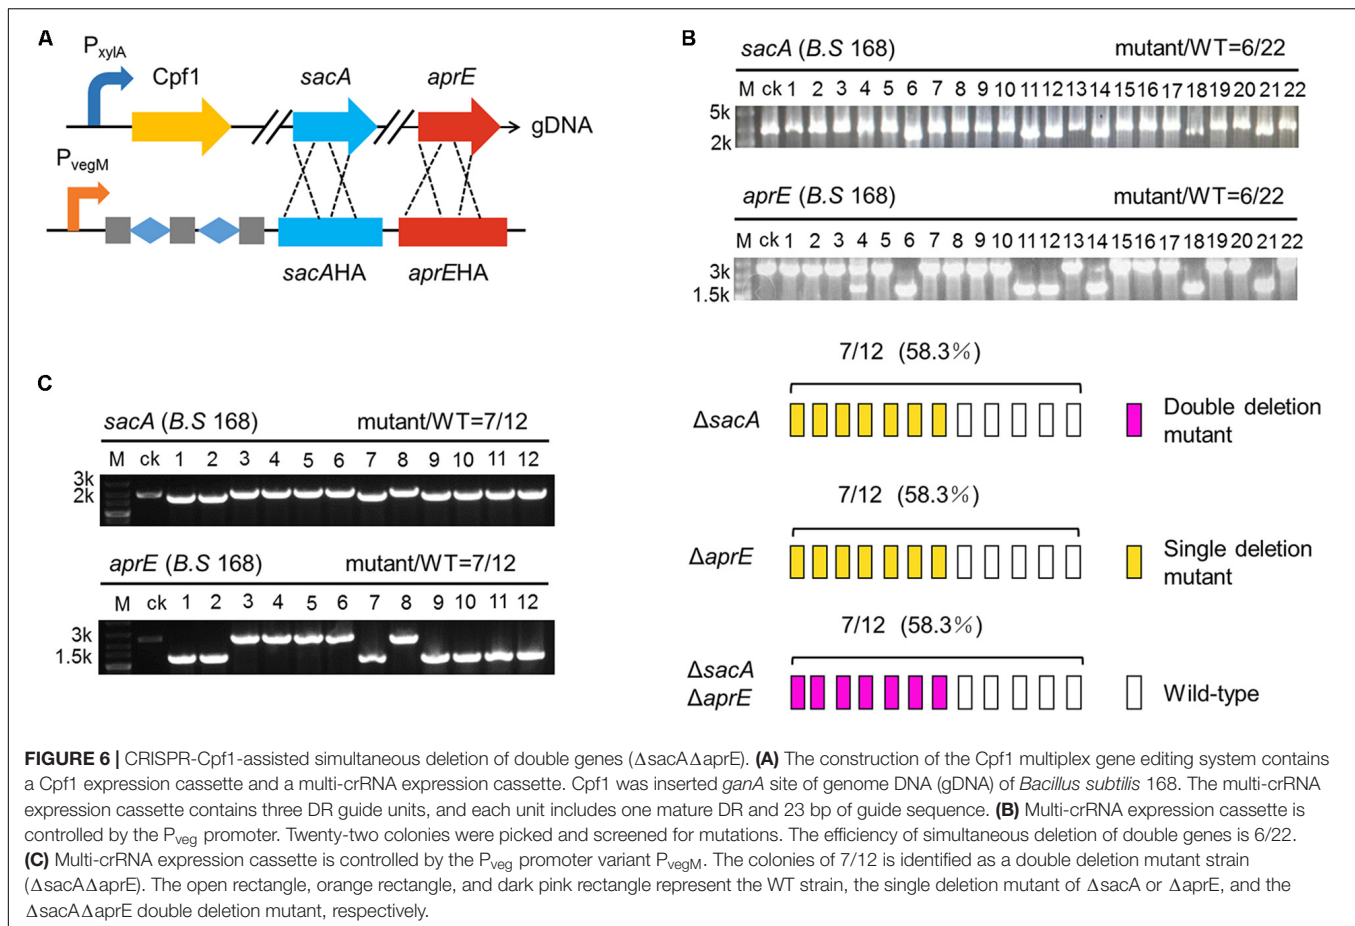 A
P_xylA
Cpf1
sacA
aprE
gDNA
P_vegM
sacAHA
aprEHA
B
sacA (B.S 168) mutant/WT=6/22
M ck 1 2 3 4 5 6 7 8 9 10 11 12 13 14 15 16 17 18 19 20 21 22
5k
2k
aprE (B.S 168) mutant/WT=6/22
M ck 1 2 3 4 5 6 7 8 9 10 11 12 13 14 15 16 17 18 19 20 21 22
3k
1.5k
C
sacA (B.S 168) mutant/WT=7/12
M ck 1 2 3 4 5 6 7 8 9 10 11 12
3k
2k
aprE (B.S 168) mutant/WT=7/12
M ck 1 2 3 4 5 6 7 8 9 10 11 12
3k
1.5k
7/12 (58.3%)
ΔsacA
Double deletion
mutant
7/12 (58.3%)
ΔaprE
Single deletion
mutant
7/12 (58.3%)
ΔsacA
ΔaprE
Wild-type
FIGURE 6 | CRISPR-Cpf1-assisted simultaneous deletion of double genes (ΔsacAΔaprE). (A) The construction of the Cpf1 multiplex gene editing system contains
a Cpf1 expression cassette and a multi-crRNA expression cassette. Cpf1 was inserted ganA site of genome DNA (gDNA) of Bacillus subtilis 168. The multi-crRNA
expression cassette contains three DR guide units, and each unit includes one mature DR and 23 bp of guide sequence. (B) Multi-crRNA expression cassette is
controlled by the P_veg promoter. Twenty-two colonies were picked and screened for mutations. The efficiency of simultaneous deletion of double genes is 6/22.
(C) Multi-crRNA expression cassette is controlled by the P_veg promoter variant P_vegM. The colonies of 7/12 is identified as a double deletion mutant strain
(ΔsacAΔaprE). The open rectangle, orange rectangle, and dark pink rectangle represent the WT strain, the single deletion mutant of ΔsacA or ΔaprE, and the
ΔsacAΔaprE double deletion mutant, respectively.